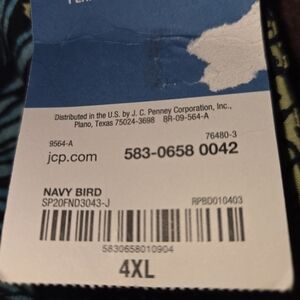 Distributed in the U.S. by J. C. Penney Corporation, Inc.,
Plano, Texas 75024-3698 BR-09-564-A
9564-A 76480-3
jcp.com 583-0658 0042
NAVY BIRD
SP20FND3043-J RPBD010403
5830658010904
4XL